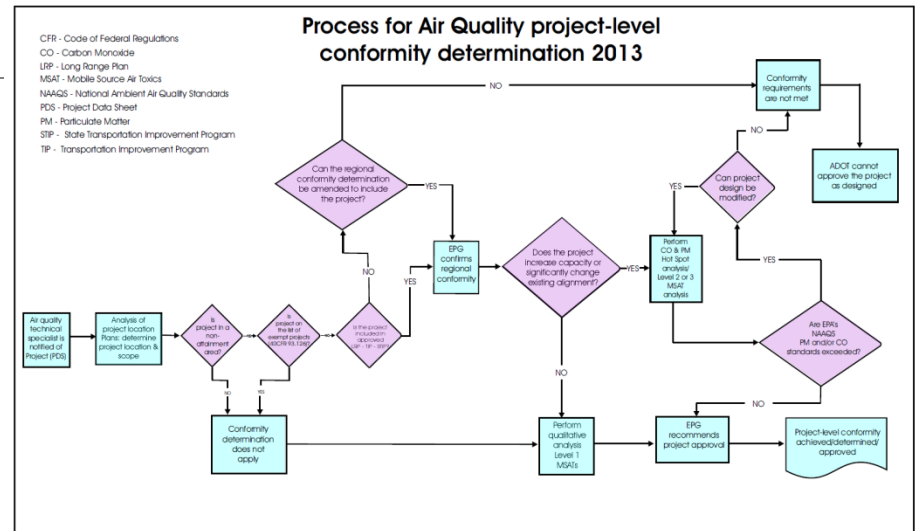 Process for Air Quality project-level
conformity determination 2013
CFR - Code of Federal Regulations
CO - Carbon Monoxide
LRP - Long Range Plan
MSAT - Mobile Source Air Toxics
NAAQS - National Ambient Air Quality Standards
PDS - Project Data Sheet
PM - Particulate Matter
STIP - State Transportation Improvement Program
TIP - Transportation Improvement Program
NO
Conformity
requirements
are not met
NO
ADOT cannot
approve the project
as designed
Can the regional
conformity determination
be amended to include
the project?
YES
Can project
design be
modified?
YES
EPG
confirms
regional
conformity
Does the project
increase capacity or
significantly change
existing alignment?
YES
Perform
CO & PM
Hot Spot
analysis/
Level 2 or 3
MSAT
analysis
YES
NO
YES
Air quality
technical
specialist is
notified of
Project (PDS)
Analysis of
project location
Plans: determine
project location &
scope
Is
project in a
non-
attainment
area?
Is
project on
the list of
exempt projects
(40CFR 93.126)?
Is the project
included in
approved
LRP - TIP - STIP?
Are EPA's
NAAQS
PM and/or CO
standards exceeded?
NO
YES
NO
NO
Conformity
determination
does not
apply
Perform
qualitative
analysis
Level 1
MSATs
EPG
recommends
project approval
Project-level conformity
achieved/determined/
approved